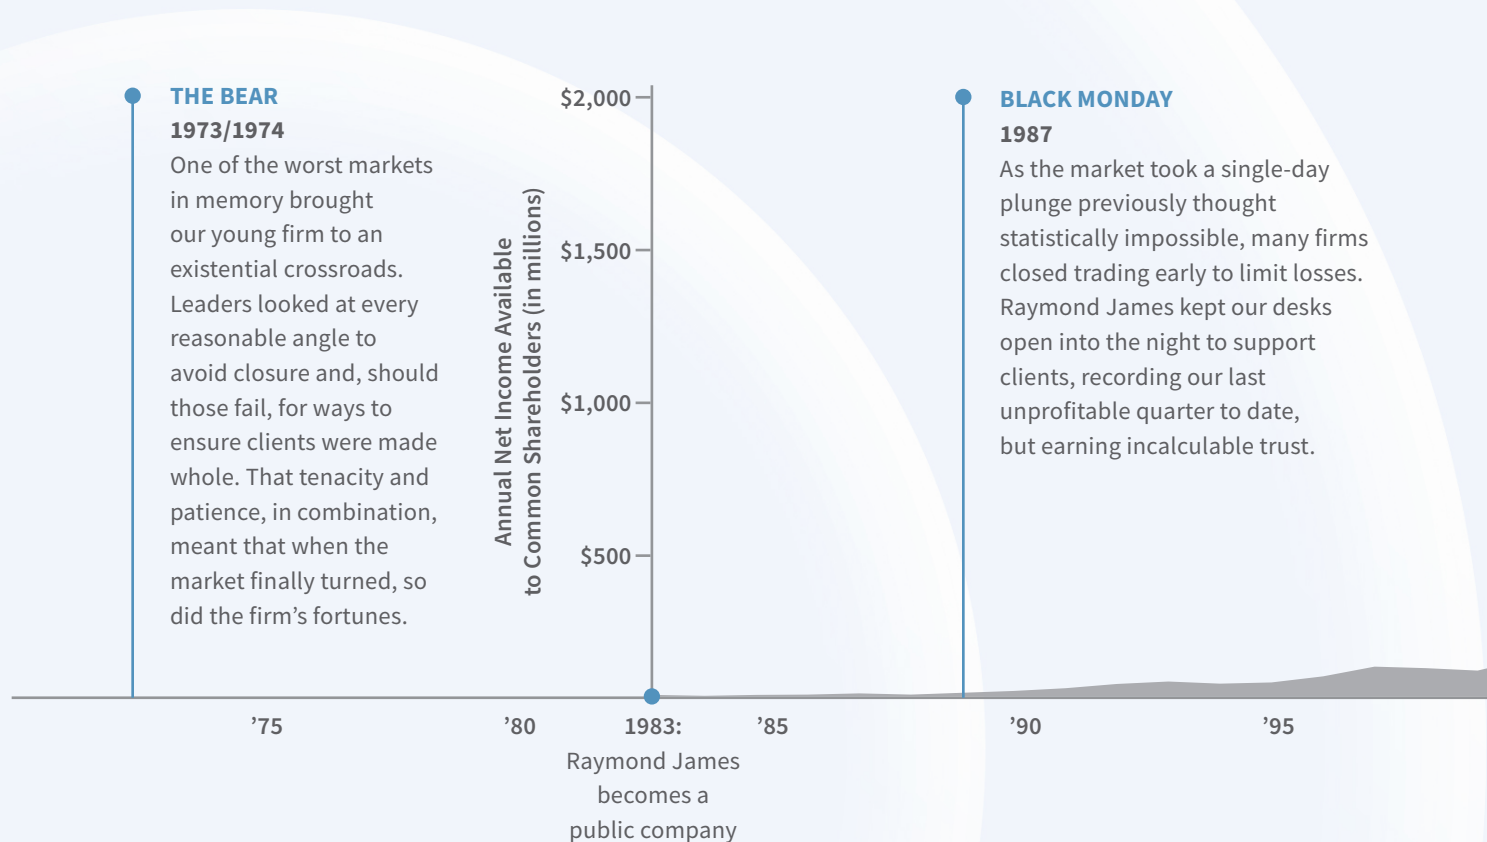 THE BEAR
1973/1974
One of the worst markets
in memory brought
our young firm to an
existential crossroads.
Leaders looked at every
reasonable angle to
avoid closure and, should
those fail, for ways to
ensure clients were made
whole. That tenacity and
patience, in combination,
meant that when the
market finally turned, so
did the firm’s fortunes.
Annual Net Income Available
to Common Shareholders (in millions)
$2,000
$1,500
$1,000
$500
BLACK MONDAY
1987
As the market took a single-day
plunge previously thought
statistically impossible, many firms
closed trading early to limit losses.
Raymond James kept our desks
open into the night to support
clients, recording our last
unprofitable quarter to date,
but earning incalculable trust.
’75
’80
1983:
Raymond James
becomes a
public company
’85
’90
’95